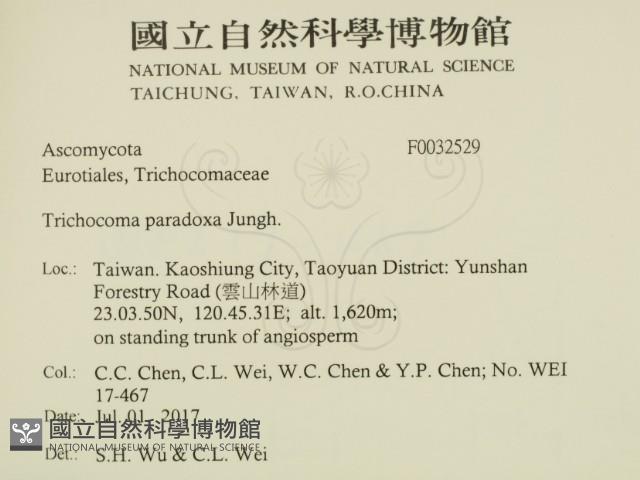 國立自然科學博物館
NATIONAL MUSEUM OF NATURAL SCIENCE
TAICHUNG, TAIWAN, R.O.CHINA
Ascomycota F0032529
Eurotiales, Trichocomaceae
Trichocoma paradoxa Jungh.
Loc.: Taiwan. Kaoshiung City, Taoyuan District: Yunshan
Forestry Road (雲山林道)
23.03.50N, 120.45.31E; alt. 1,620m;
on standing trunk of angiosperm
Col.: C.C. Chen, C.L. Wei, W.C. Chen & Y.P. Chen; No. WEI
17-467
Date: Jul. 01, 2017
國立自然科學博物館
NATIONAL MUSEUM OF NATURAL SCIENCE
Det.: S.H. Wu & C.L. Wei